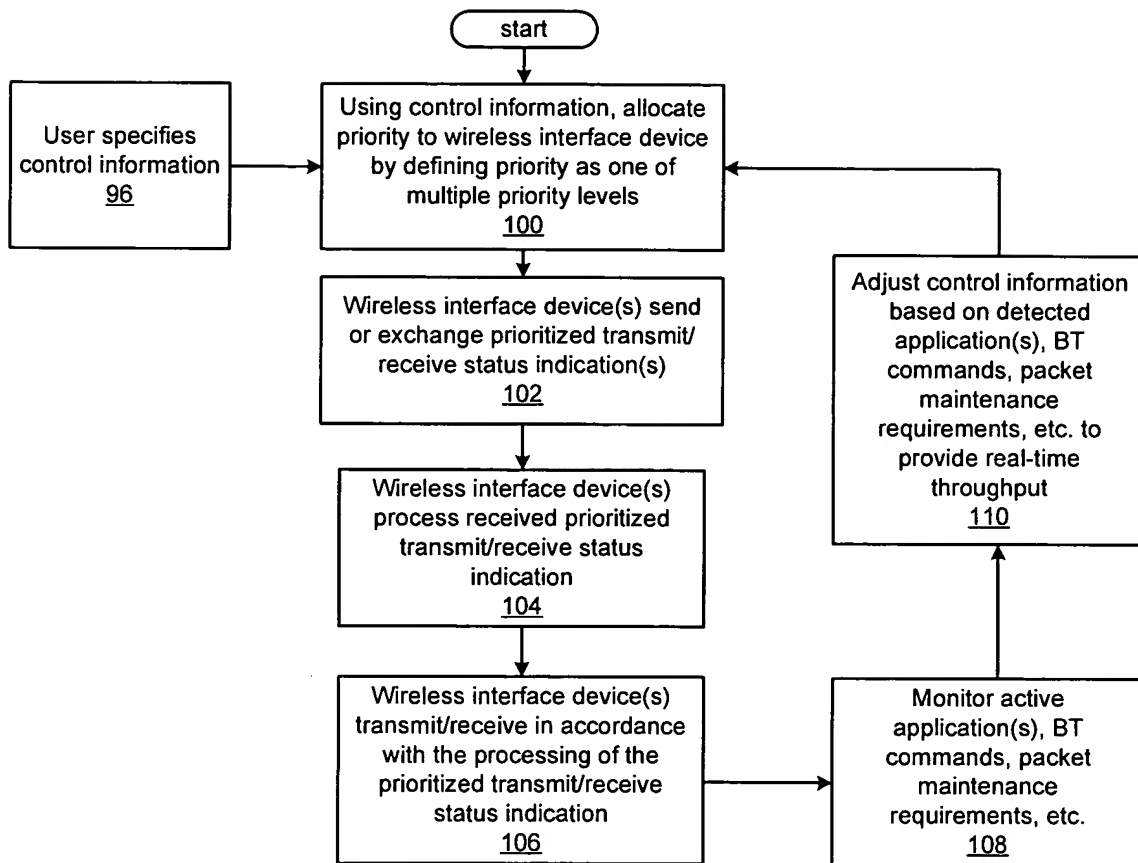 start
User specifies
control information
96
Using control information, allocate
priority to wireless interface device
by defining priority as one of
multiple priority levels
100
Wireless interface device(s) send
or exchange prioritized transmit/
receive status indication(s)
102
Wireless interface device(s)
process received prioritized
transmit/receive status
indication
104
Wireless interface device(s)
transmit/receive in accordance
with the processing of the
prioritized transmit/receive
status indication
106
Monitor active
application(s), BT
commands, packet
maintenance
requirements, etc.
108
Adjust control information
based on detected
application(s), BT
commands, packet
maintenance
requirements, etc. to
provide real-time
throughput
110